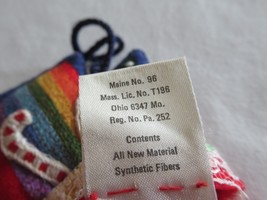 Maine No. 96
Mass. Lic. No. T196
Ohio 6347 Mo.
Reg. No. Pa. 252
Contents
All New Material
Synthetic Fibers